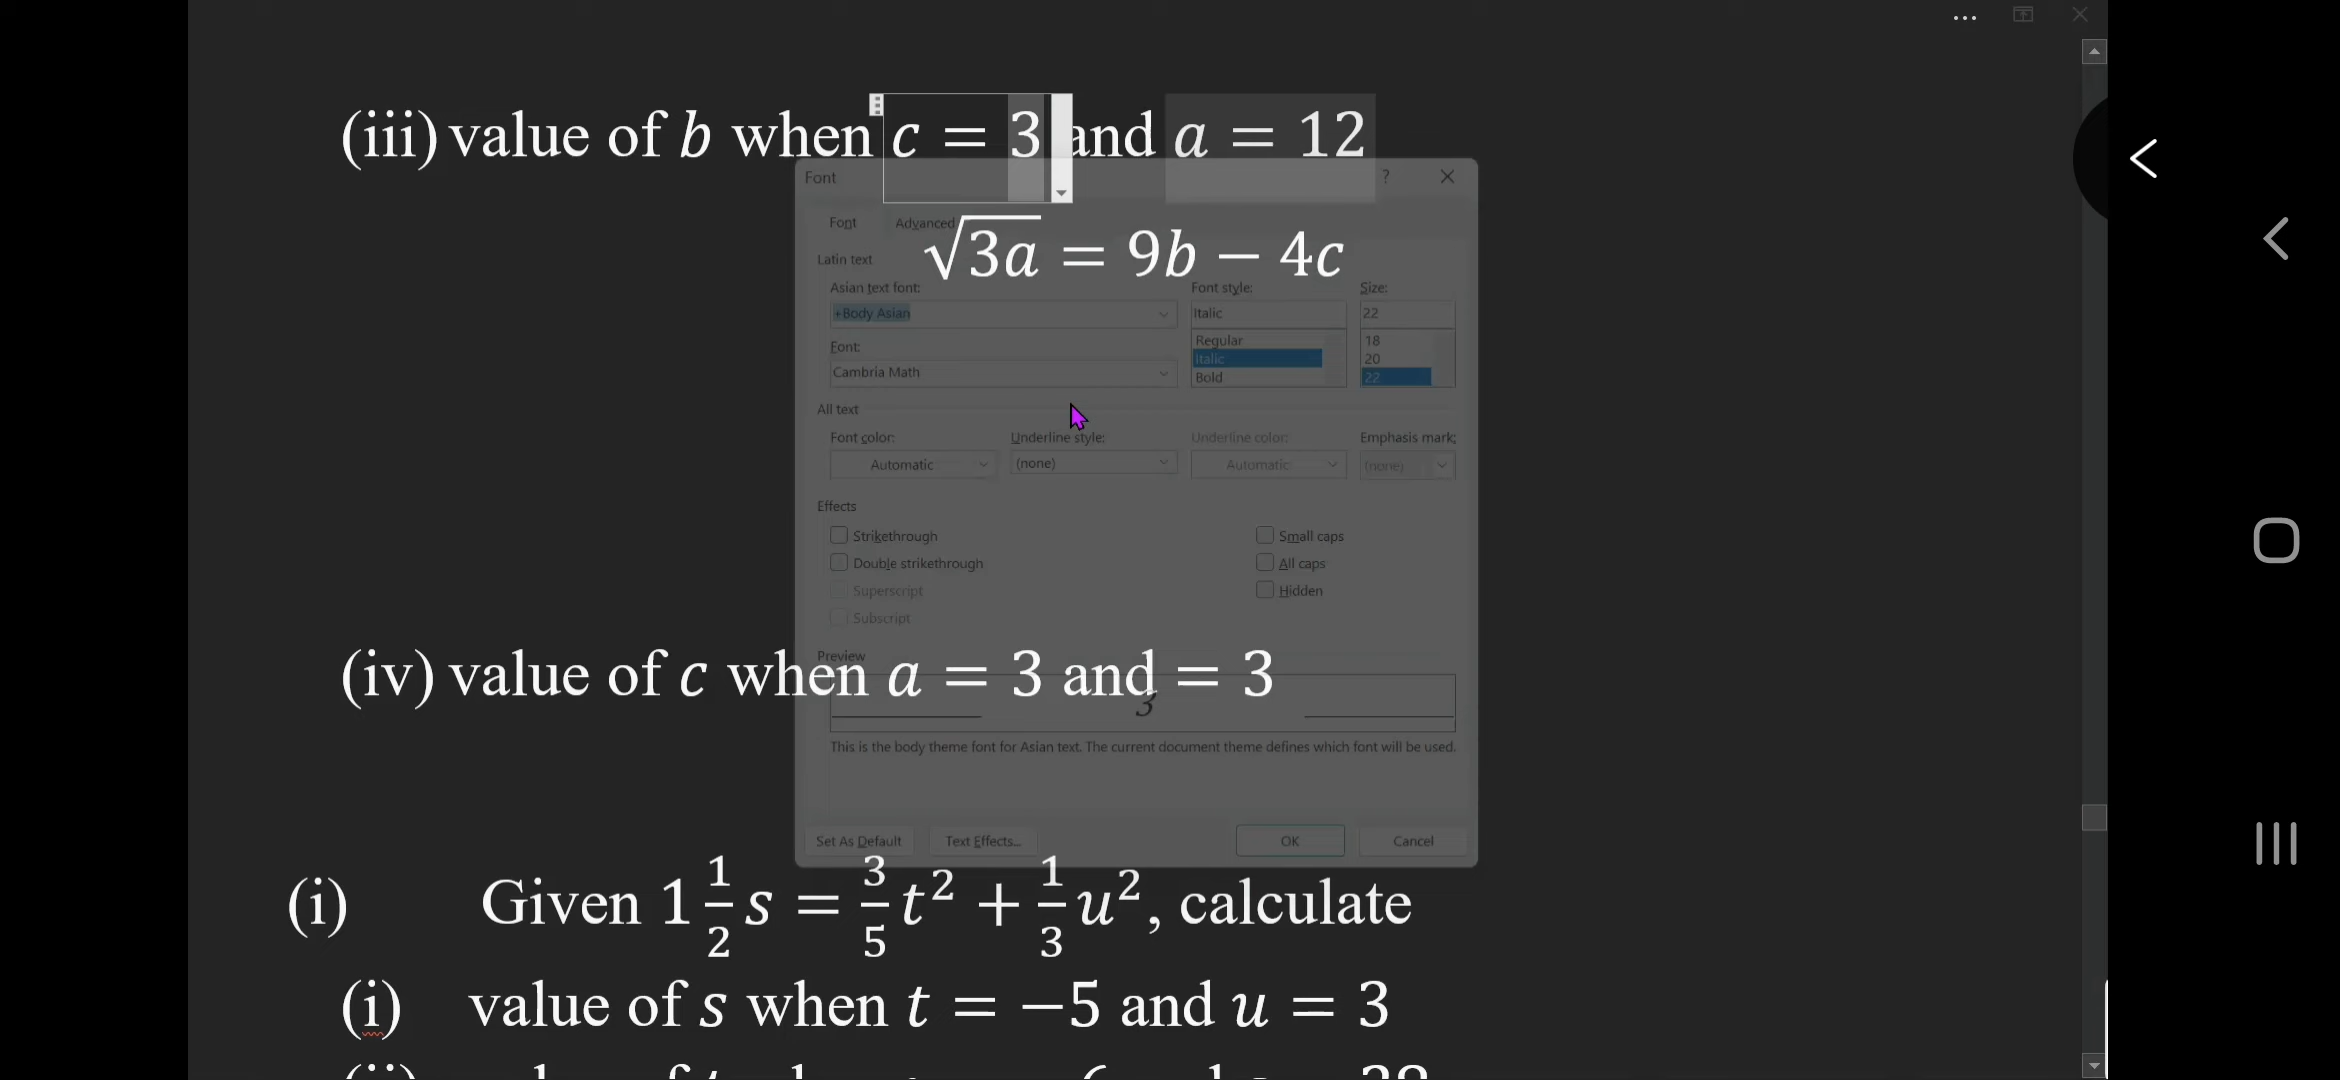 (iii) value of b when c = 3 and a = 12
Font ?
Font Advanced
√3a = 9b − 4c
Latin text
Asian text font: Font style: Size:
+Body Asian Italic 22
Regular 18
Font: Italic 20
Cambria Math Bold 22
All text
Font color: Underline style: Underline color: Emphasis mark:
Automatic (none) Automatic (none)
Effects
Strikethrough Small caps
Double strikethrough All caps
Superscript Hidden
Subscript
Preview
(iv) value of c when a = 3 and = 3
3
This is the body theme font for Asian text. The current document theme defines which font will be used.
Set As Default Text Effects... OK Cancel
(i) Given 1 1/2 s = 3/5 t² + 1/3 u², calculate
(i) value of s when t = −5 and u = 3